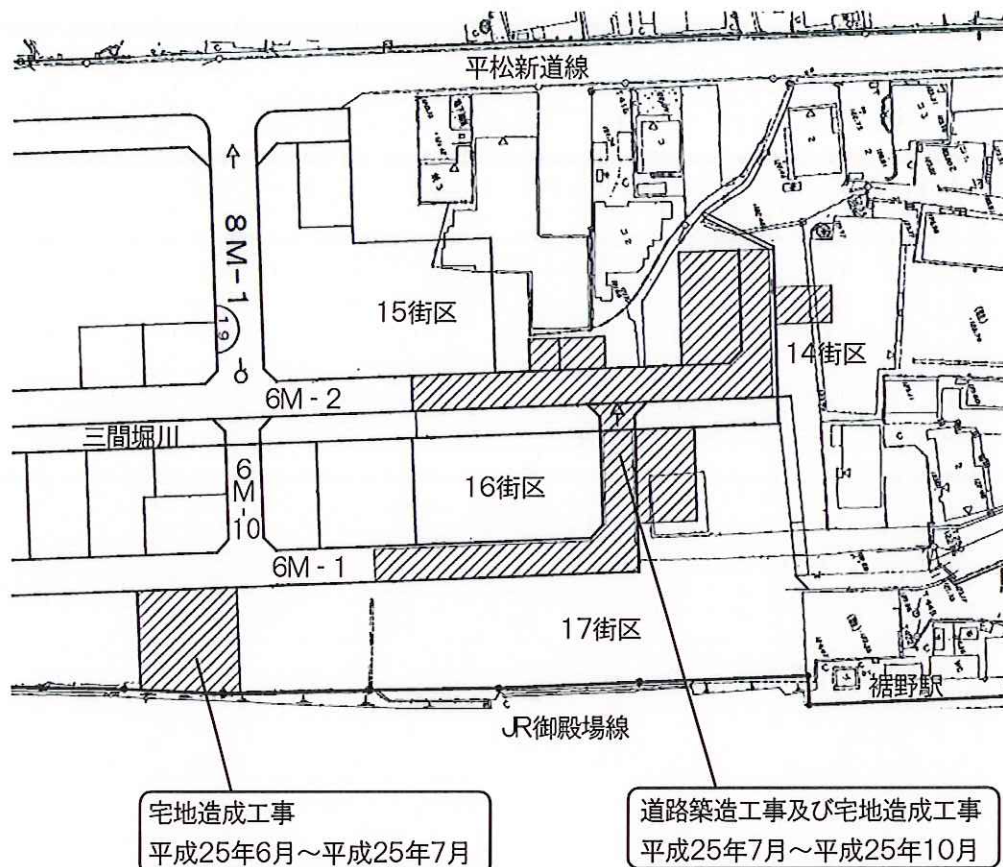 平松新道線
8M-1
19
15街区
14街区
6M-2
三間堀川
6M-10
16街区
6M-1
17街区
裾野駅
JR御殿場線
宅地造成工事
平成25年6月～平成25年7月
道路築造工事及び宅地造成工事
平成25年7月～平成25年10月